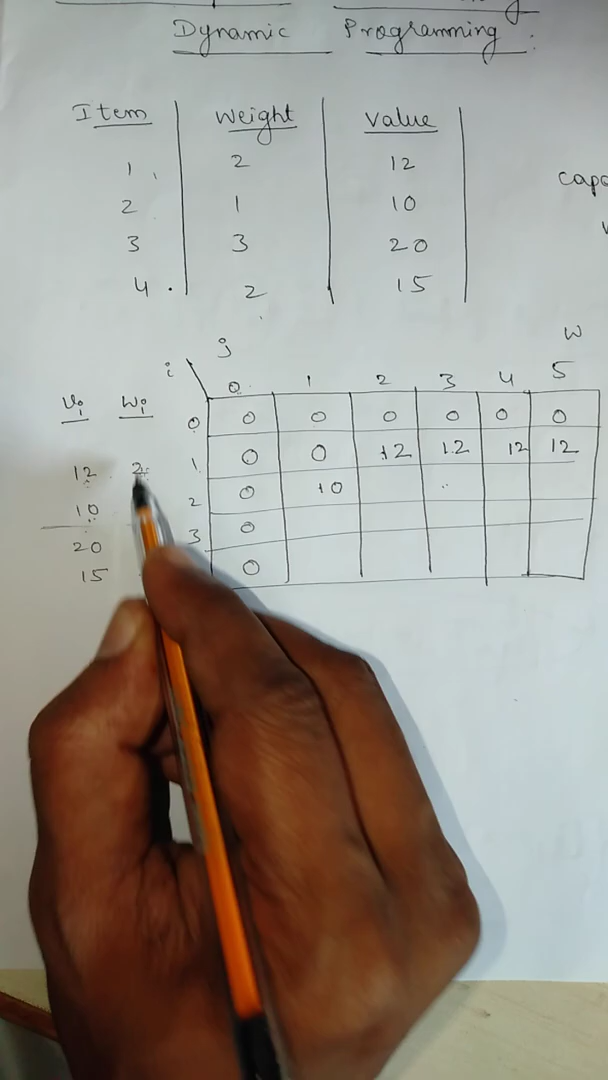 Dynamic Programming:
Item Weight Value
1 2 12
2 1 10
3 3 20
4 . 2 15
W
j
i 0 1 2 3 4 5
vi wi
0 0 0 0 0 0 0
12 2 1 0 0 12 12 12 12
10 2 0 10
20 3 0
15 0